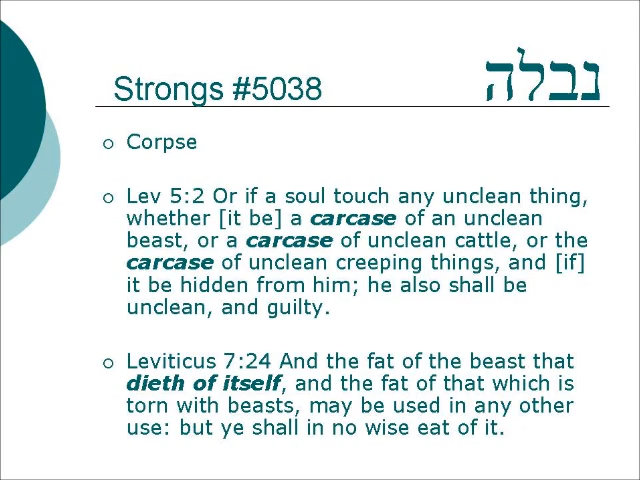 Strongs #5038 נבלה
Corpse
Lev 5:2 Or if a soul touch any unclean thing,
whether [it be] a carcase of an unclean
beast, or a carcase of unclean cattle, or the
carcase of unclean creeping things, and [if]
it be hidden from him; he also shall be
unclean, and guilty.
Leviticus 7:24 And the fat of the beast that
dieth of itself, and the fat of that which is
torn with beasts, may be used in any other
use: but ye shall in no wise eat of it.